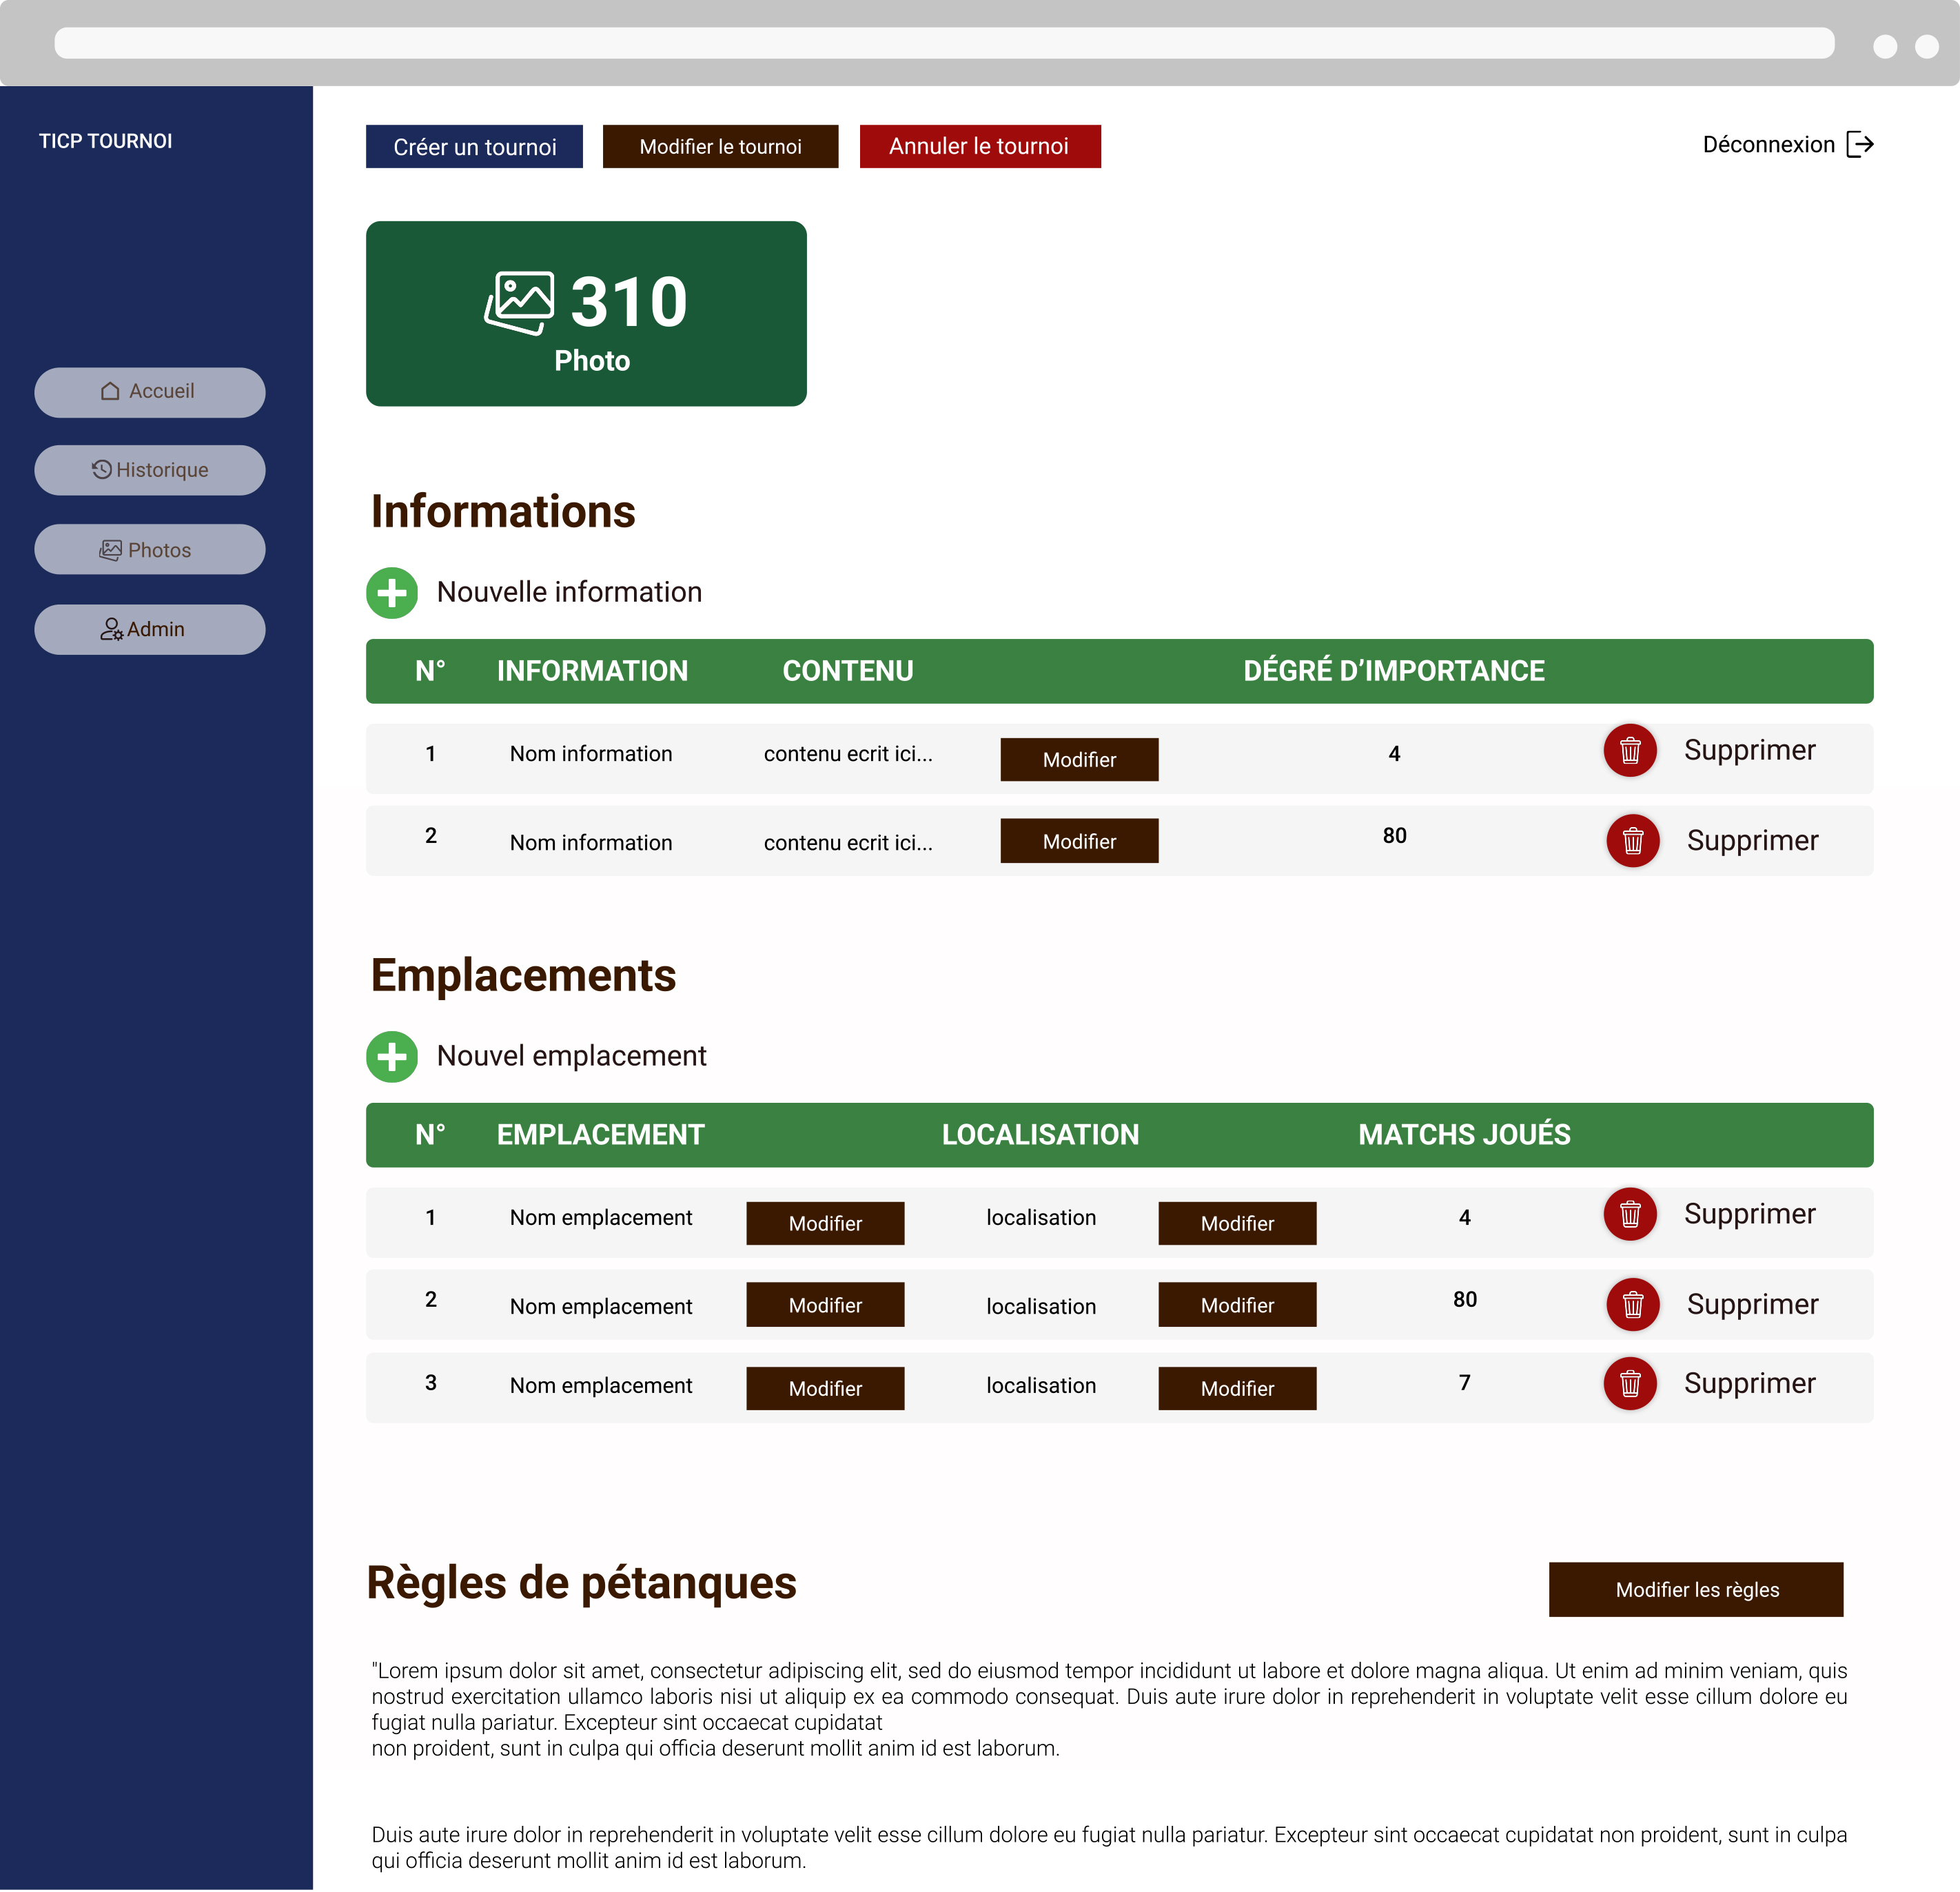 TICP TOURNOI
Créer un tournoi
Modifier le tournoi
Annuler le tournoi
Déconnexion
310
Photo
Accueil
Historique
Photos
Admin
Informations
Nouvelle information
N° INFORMATION CONTENU DÉGRÉ D’IMPORTANCE
1 Nom information contenu ecrit ici... Modifier 4 Supprimer
2 Nom information contenu ecrit ici... Modifier 80 Supprimer
Emplacements
Nouvel emplacement
N° EMPLACEMENT LOCALISATION MATCHS JOUÉS
1 Nom emplacement Modifier localisation Modifier 4 Supprimer
2 Nom emplacement Modifier localisation Modifier 80 Supprimer
3 Nom emplacement Modifier localisation Modifier 7 Supprimer
Règles de pétanques
Modifier les règles
"Lorem ipsum dolor sit amet, consectetur adipiscing elit, sed do eiusmod tempor incididunt ut labore et dolore magna aliqua. Ut enim ad minim veniam, quis
nostrud exercitation ullamco laboris nisi ut aliquip ex ea commodo consequat. Duis aute irure dolor in reprehenderit in voluptate velit esse cillum dolore eu
fugiat nulla pariatur. Excepteur sint occaecat cupidatat
non proident, sunt in culpa qui officia deserunt mollit anim id est laborum.
Duis aute irure dolor in reprehenderit in voluptate velit esse cillum dolore eu fugiat nulla pariatur. Excepteur sint occaecat cupidatat non proident, sunt in culpa
qui officia deserunt mollit anim id est laborum.